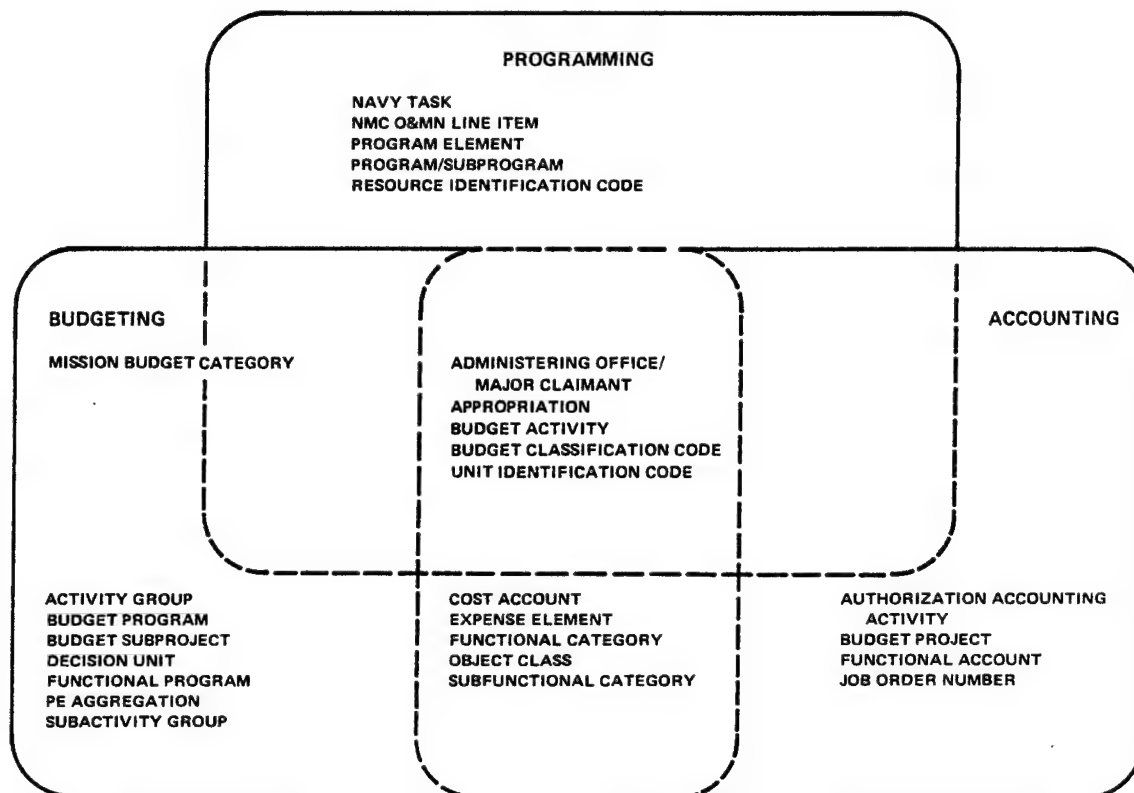 PROGRAMMING
NAVY TASK
NMC O&MN LINE ITEM
PROGRAM ELEMENT
PROGRAM/SUBPROGRAM
RESOURCE IDENTIFICATION CODE
BUDGETING
MISSION BUDGET CATEGORY
ADMINISTERING OFFICE/
MAJOR CLAIMANT
APPROPRIATION
BUDGET ACTIVITY
BUDGET CLASSIFICATION CODE
UNIT IDENTIFICATION CODE
ACCOUNTING
ACTIVITY GROUP
BUDGET PROGRAM
BUDGET SUBPROJECT
DECISION UNIT
FUNCTIONAL PROGRAM
PE AGGREGATION
SUBACTIVITY GROUP
COST ACCOUNT
EXPENSE ELEMENT
FUNCTIONAL CATEGORY
OBJECT CLASS
SUBFUNCTIONAL CATEGORY
AUTHORIZATION ACCOUNTING
ACTIVITY
BUDGET PROJECT
FUNCTIONAL ACCOUNT
JOB ORDER NUMBER